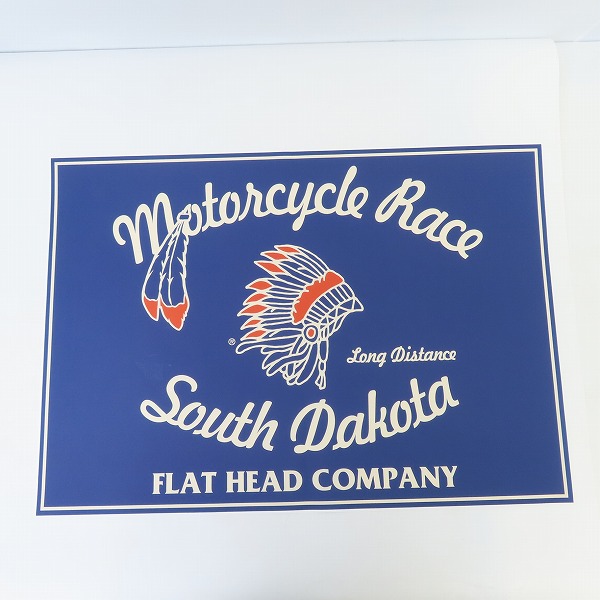 Motorcycle Race
®
Long Distance
South Dakota
FLAT HEAD COMPANY